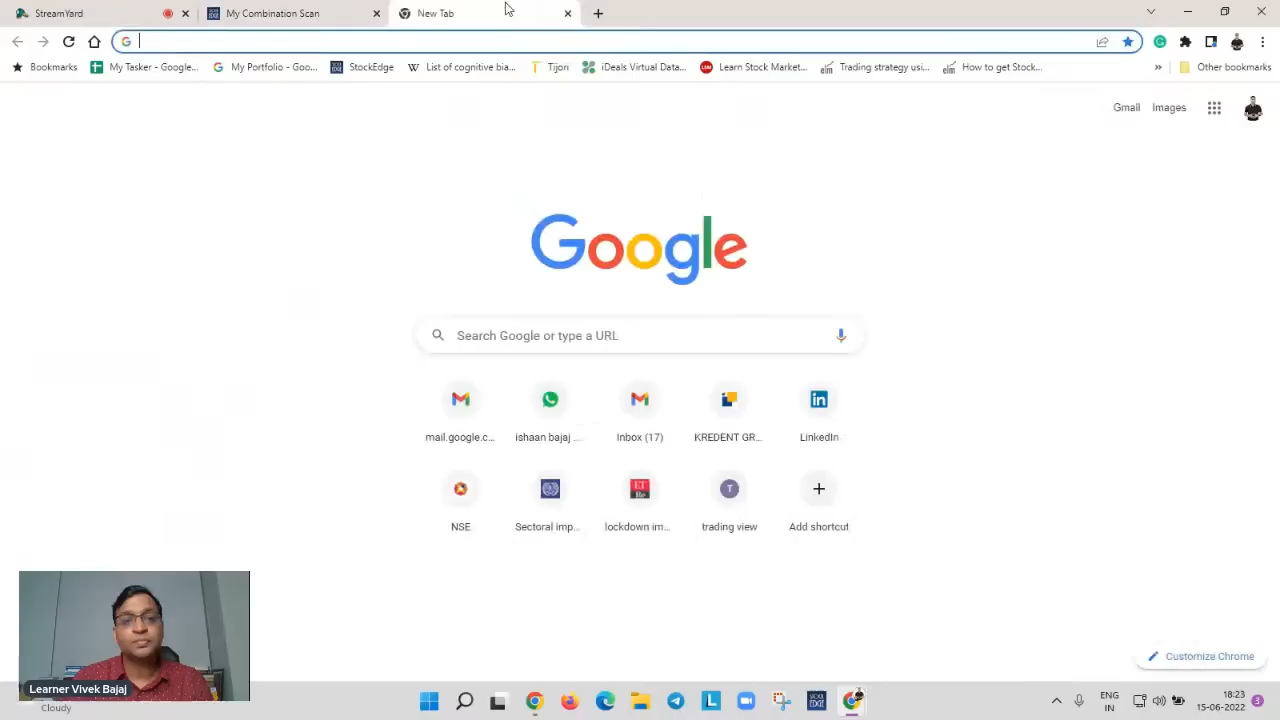 StreamYard
My Combination Scan
New Tab
Bookmarks
My Tasker - Google...
My Portfolio - Goo...
StockEdge
List of cognitive bia...
Tijori
iDeals Virtual Data...
Learn Stock Market...
Trading strategy usi...
How to get Stock...
Other bookmarks
Gmail Images
Google
Search Google or type a URL
mail.google.c...
ishaan bajaj ...
Inbox (17)
KREDENT GR...
LinkedIn
NSE
Sectoral imp...
lockdown im...
trading view
Add shortcut
Customize Chrome
Learner Vivek Bajaj
Cloudy
ENG
IN
18:23
15-06-2022
3